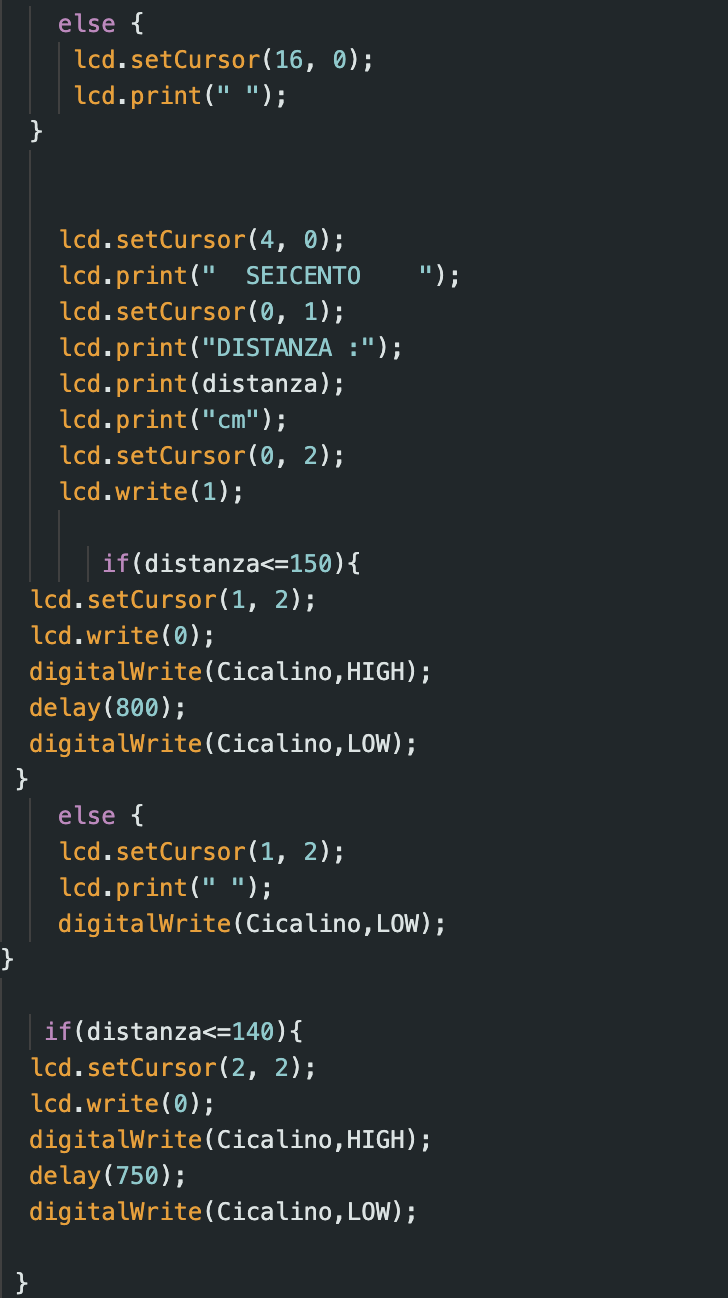 else {
lcd.setCursor(16, 0);
lcd.print(" ");
}
lcd.setCursor(4, 0);
lcd.print("  SEICENTO    ");
lcd.setCursor(0, 1);
lcd.print("DISTANZA :");
lcd.print(distanza);
lcd.print("cm");
lcd.setCursor(0, 2);
lcd.write(1);
if(distanza<=150){
lcd.setCursor(1, 2);
lcd.write(0);
digitalWrite(Cicalino,HIGH);
delay(800);
digitalWrite(Cicalino,LOW);
}
else {
lcd.setCursor(1, 2);
lcd.print(" ");
digitalWrite(Cicalino,LOW);
}
if(distanza<=140){
lcd.setCursor(2, 2);
lcd.write(0);
digitalWrite(Cicalino,HIGH);
delay(750);
digitalWrite(Cicalino,LOW);
}